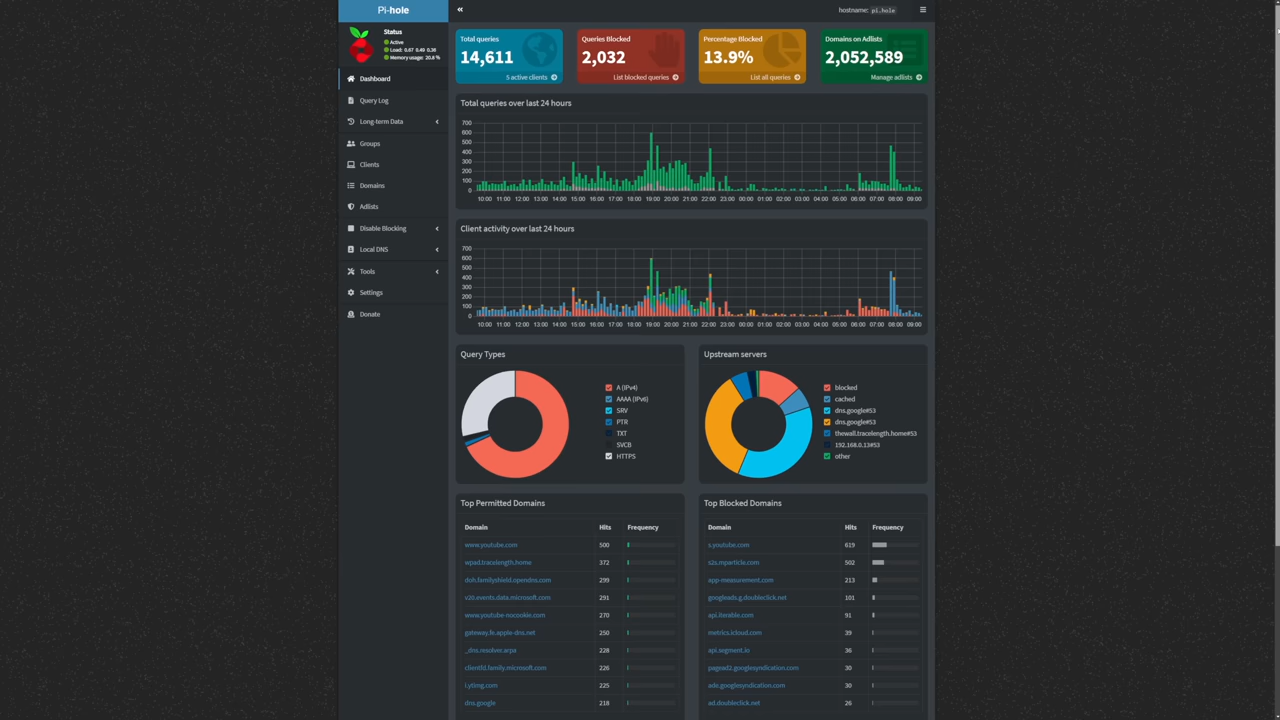 Pi-hole
hostname: pi.hole
Status
Active
Load: 0.67 0.49 0.36
Memory usage: 20.6 %
Dashboard
Query Log
Long-term Data
Groups
Clients
Domains
Adlists
Disable Blocking
Local DNS
Tools
Settings
Donate
Total queries
14,611
5 active clients
Queries Blocked
2,032
List blocked queries
Percentage Blocked
13.9%
List all queries
Domains on Adlists
2,052,589
Manage adlists
Total queries over last 24 hours
700
600
500
400
300
200
100
0
10:00 11:00 12:00 13:00 14:00 15:00 16:00 17:00 18:00 19:00 20:00 21:00 22:00 23:00 00:00 01:00 02:00 03:00 04:00 05:00 06:00 07:00 08:00 09:00
Client activity over last 24 hours
700
600
500
400
300
200
100
0
10:00 11:00 12:00 13:00 14:00 15:00 16:00 17:00 18:00 19:00 20:00 21:00 22:00 23:00 00:00 01:00 02:00 03:00 04:00 05:00 06:00 07:00 08:00 09:00
Query Types
A (IPv4)
AAAA (IPv6)
SRV
PTR
TXT
SVCB
HTTPS
Upstream servers
blocked
cached
dns.google#53
dns.google#53
thewall.tracelength.home#53
192.168.0.13#53
other
Top Permitted Domains
Domain Hits Frequency
www.youtube.com 500
wpad.tracelength.home 372
doh.familyshield.opendns.com 299
v20.events.data.microsoft.com 291
www.youtube-nocookie.com 270
gateway.fe.apple-dns.net 250
_dns.resolver.arpa 228
clientfd.family.microsoft.com 226
i.ytimg.com 225
dns.google 218
Top Blocked Domains
Domain Hits Frequency
s.youtube.com 619
s2s.mparticle.com 502
app-measurement.com 213
googleads.g.doubleclick.net 101
api.iterable.com 91
metrics.icloud.com 39
api.segment.io 36
pagead2.googlesyndication.com 30
ade.googlesyndication.com 30
ad.doubleclick.net 26